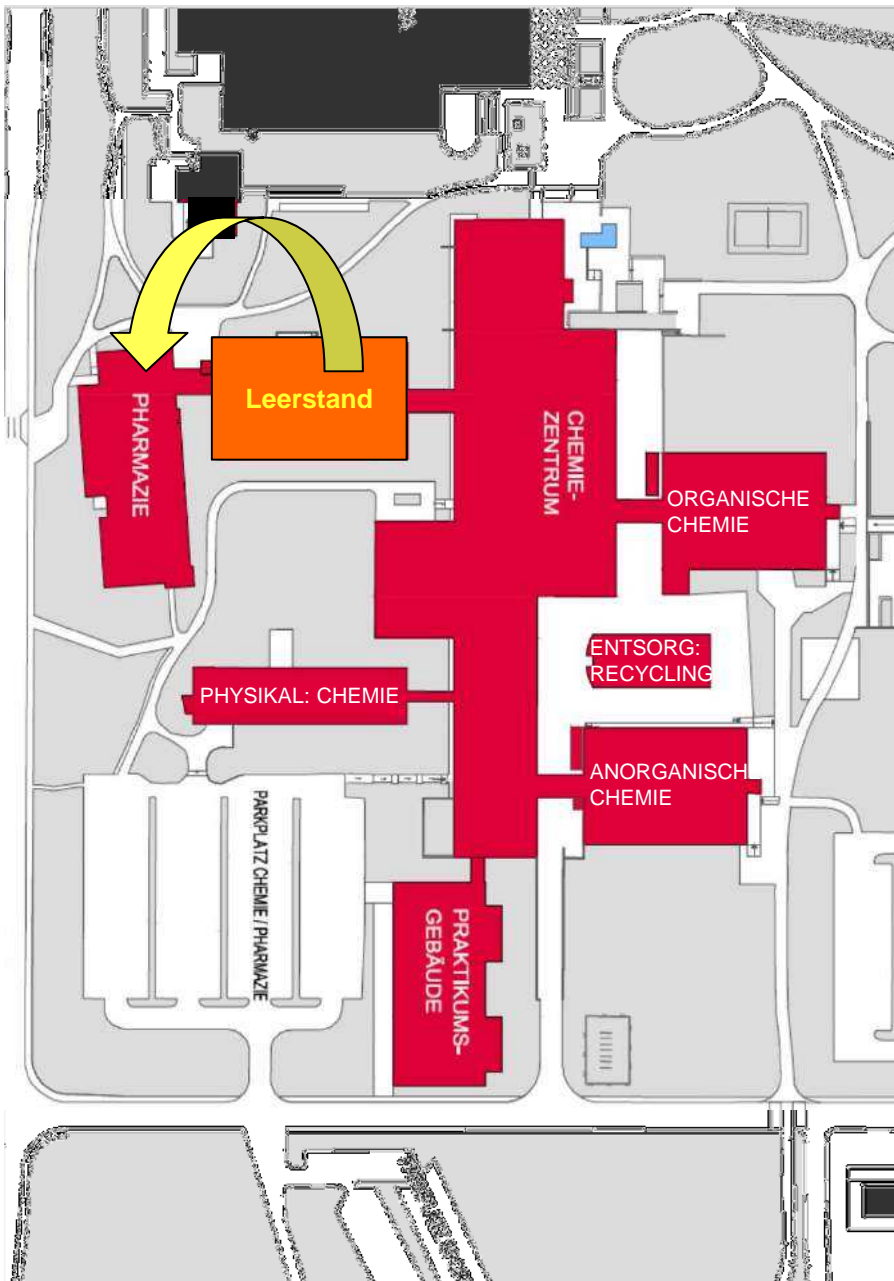 Leerstand
PHARMAZIE
CHEMIE-
ZENTRUM
ORGANISCHE
CHEMIE
ENTSORG:
RECYCLING
PHYSIKAL: CHEMIE
ANORGANISCH
CHEMIE
PARKPLATZ CHEMIE / PHARMAZIE
PRAKTIKUMS-
GEBÄUDE